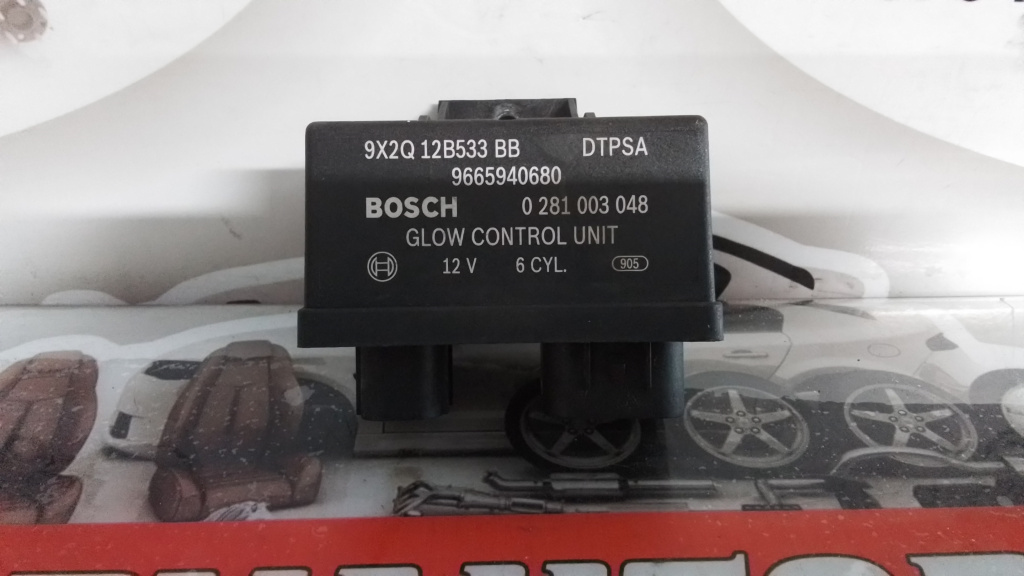 9X2Q 12B533 BB DTPSA
9665940680
BOSCH 0 281 003 048
GLOW CONTROL UNIT
12 V 6 CYL. 905